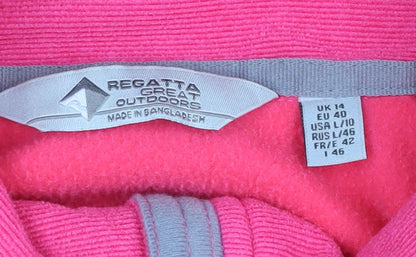 REGATTA
GREAT
OUTDOORS
MADE IN BANGLADESH
UK 14
EU 40
USA L/10
RUS L/46
FR/E 42
I 46